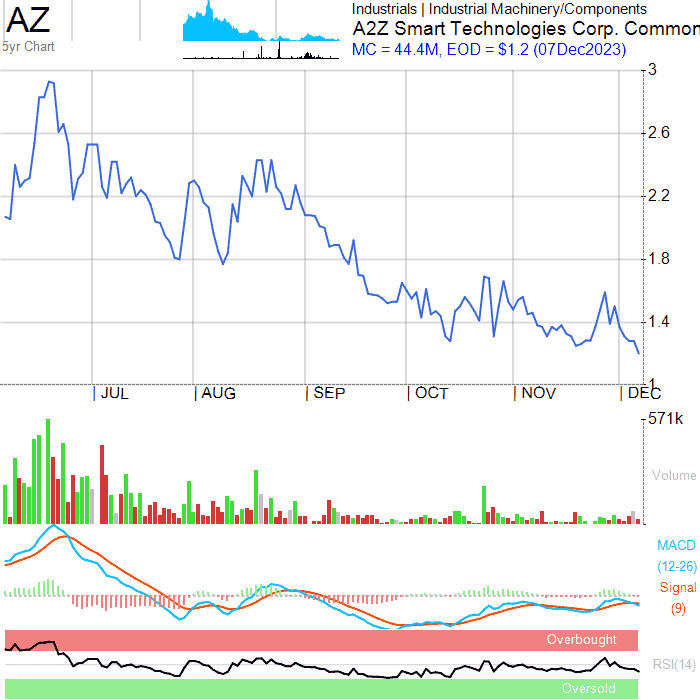 AZ
5yr Chart
Industrials | Industrial Machinery/Components
A2Z Smart Technologies Corp. Common
MC = 44.4M, EOD = $1.2 (07Dec2023)
3
2.6
2.2
1.8
1.4
1
JUL
AUG
SEP
OCT
NOV
DEC
571k
Volume
MACD
(12-26)
Signal
(9)
Overbought
RSI(14)
Oversold